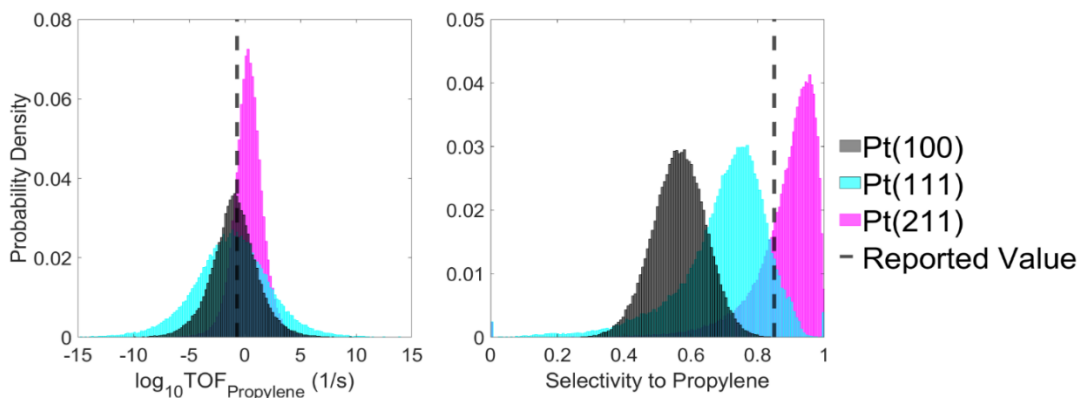 0.08
0.06
0.04
0.02
0
Probability Density
-15 -10 -5 0 5 10 15
log10TOFPropylene (1/s)
0.05
0.04
0.03
0.02
0.01
0
0 0.2 0.4 0.6 0.8 1
Selectivity to Propylene
Pt(100)
Pt(111)
Pt(211)
Reported Value